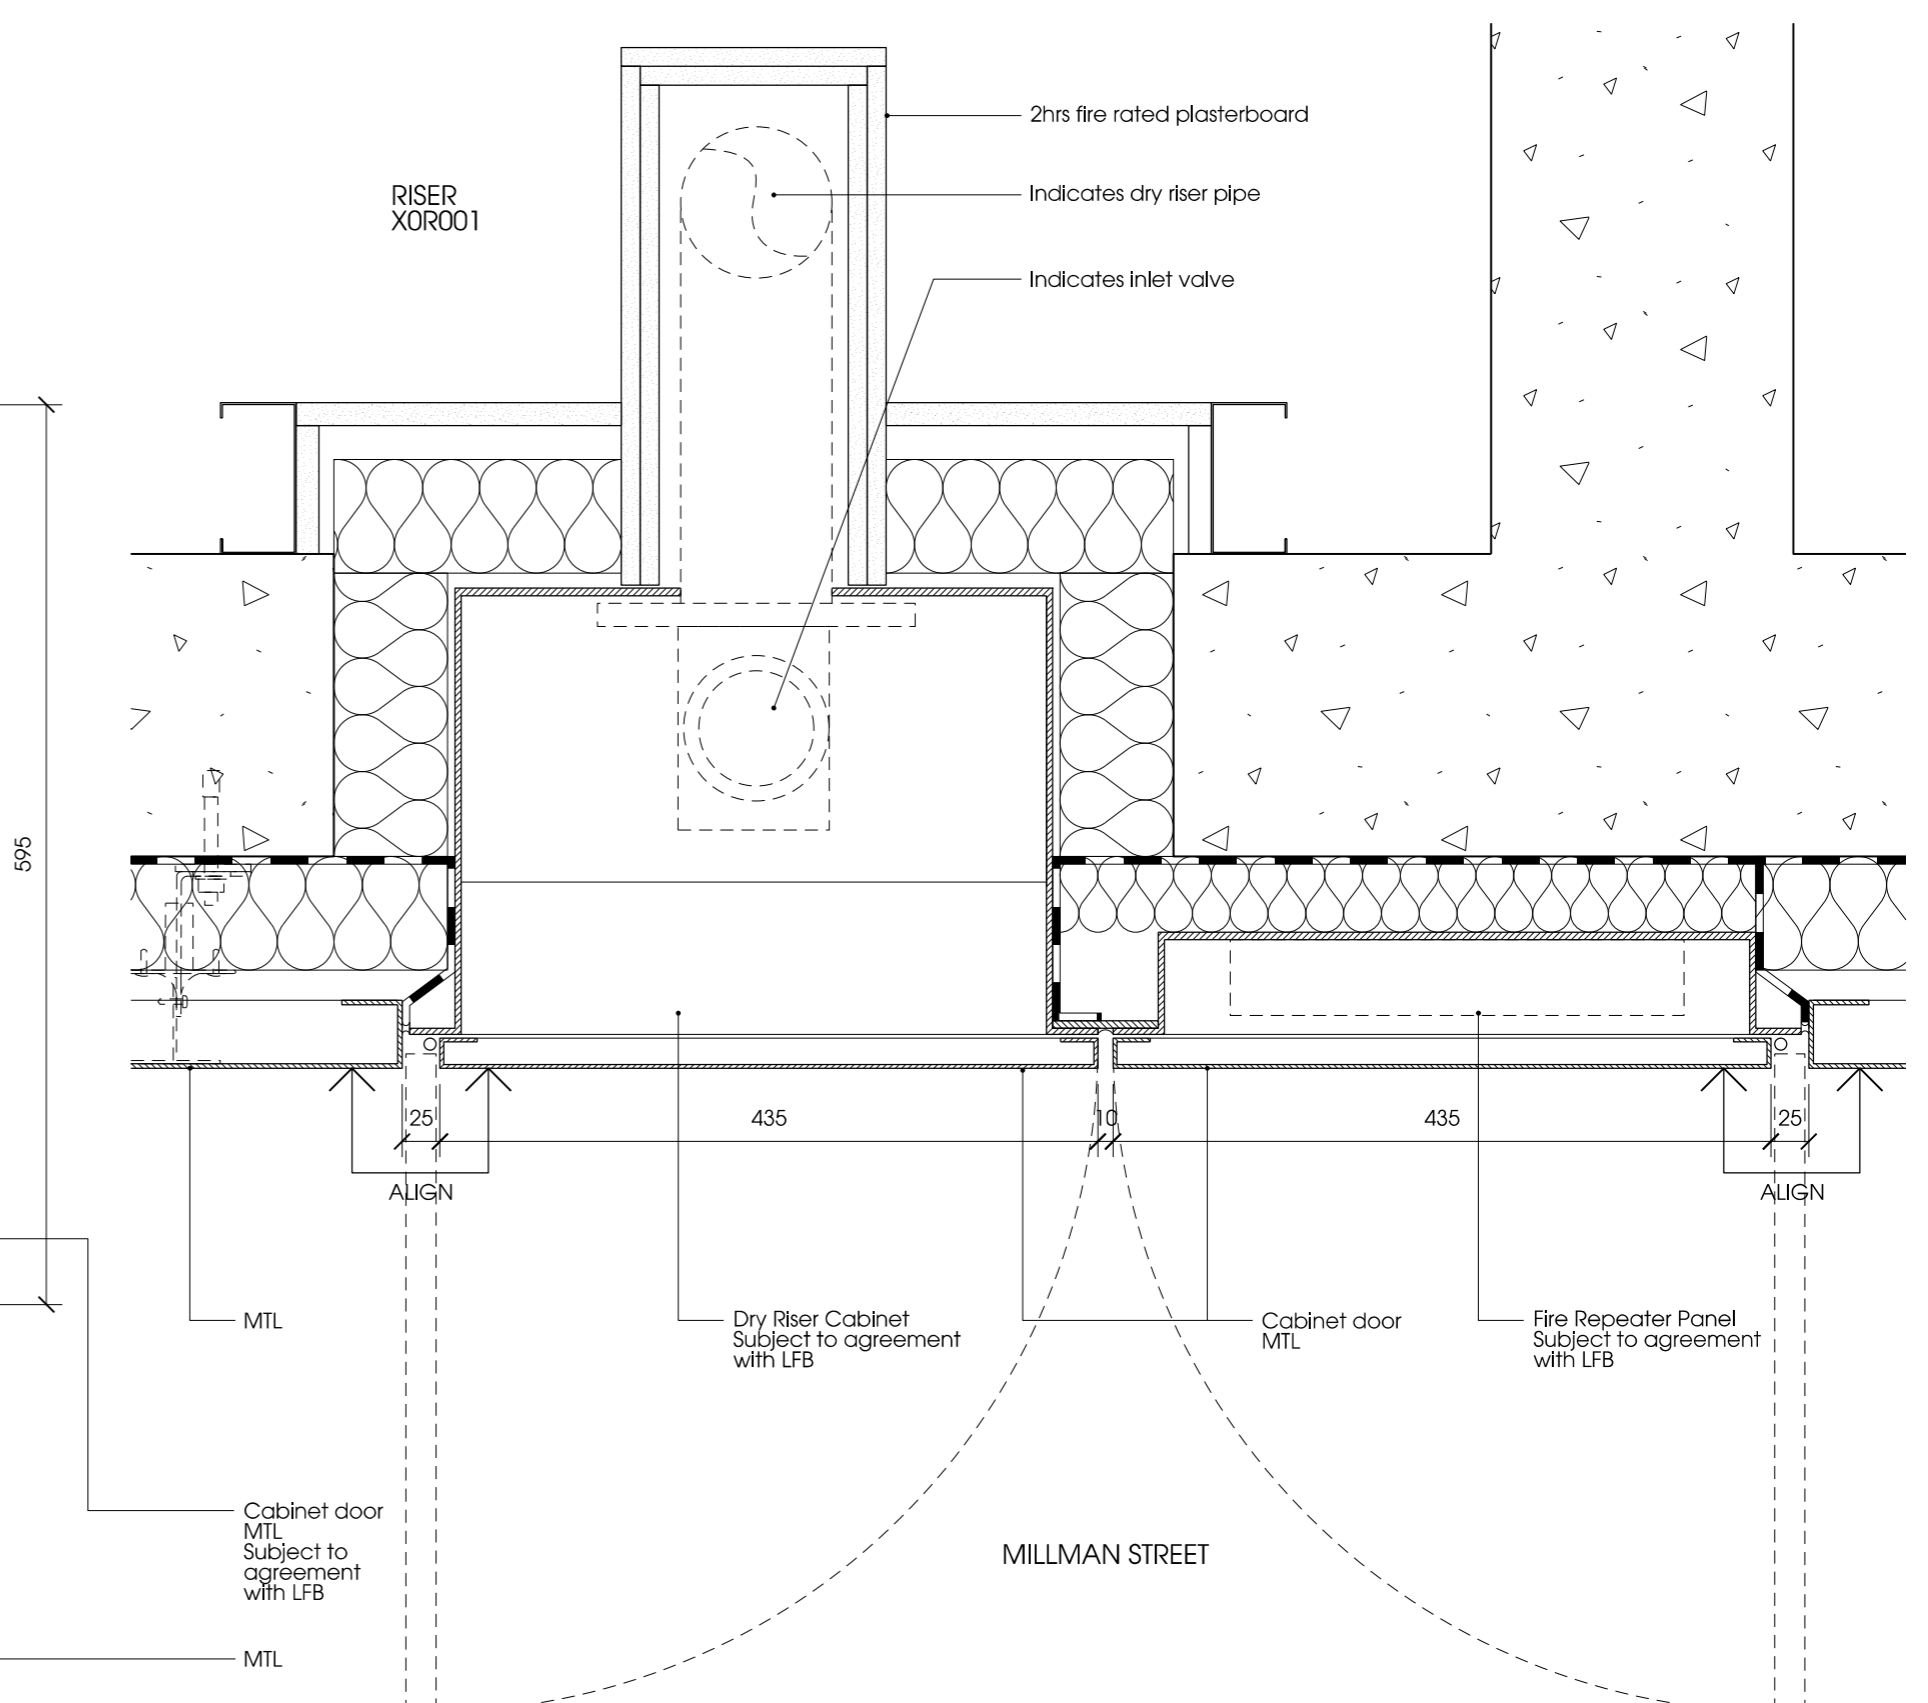 2hrs fire rated plasterboard
RISER
X0R001
Indicates dry riser pipe
Indicates inlet valve
595
25
435
10
435
25
ALIGN
ALIGN
MTL
Dry Riser Cabinet
Subject to agreement
with LFB
Cabinet door
MTL
Fire Repeater Panel
Subject to agreement
with LFB
Cabinet door
MTL
Subject to
agreement
with LFB
MILLMAN STREET
MTL